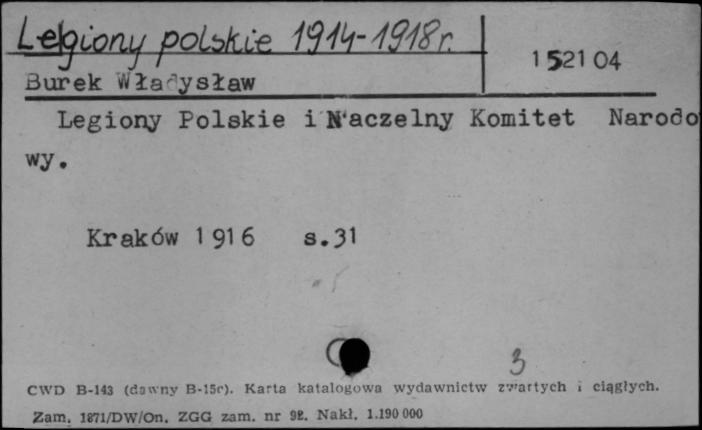 Legiony polskie 1914-1918r.
152104
Burek Władysław
Legiony Polskie i Naczelny Komitet Narodo
wy.
Kraków 1916 s.31
3
CWD B-143 (dawny B-15c). Karta katalogowa wydawnictw zwartych i ciągłych.
Zam. 1871/DW/On. ZGG zam. nr 92. Nakł. 1.190 000